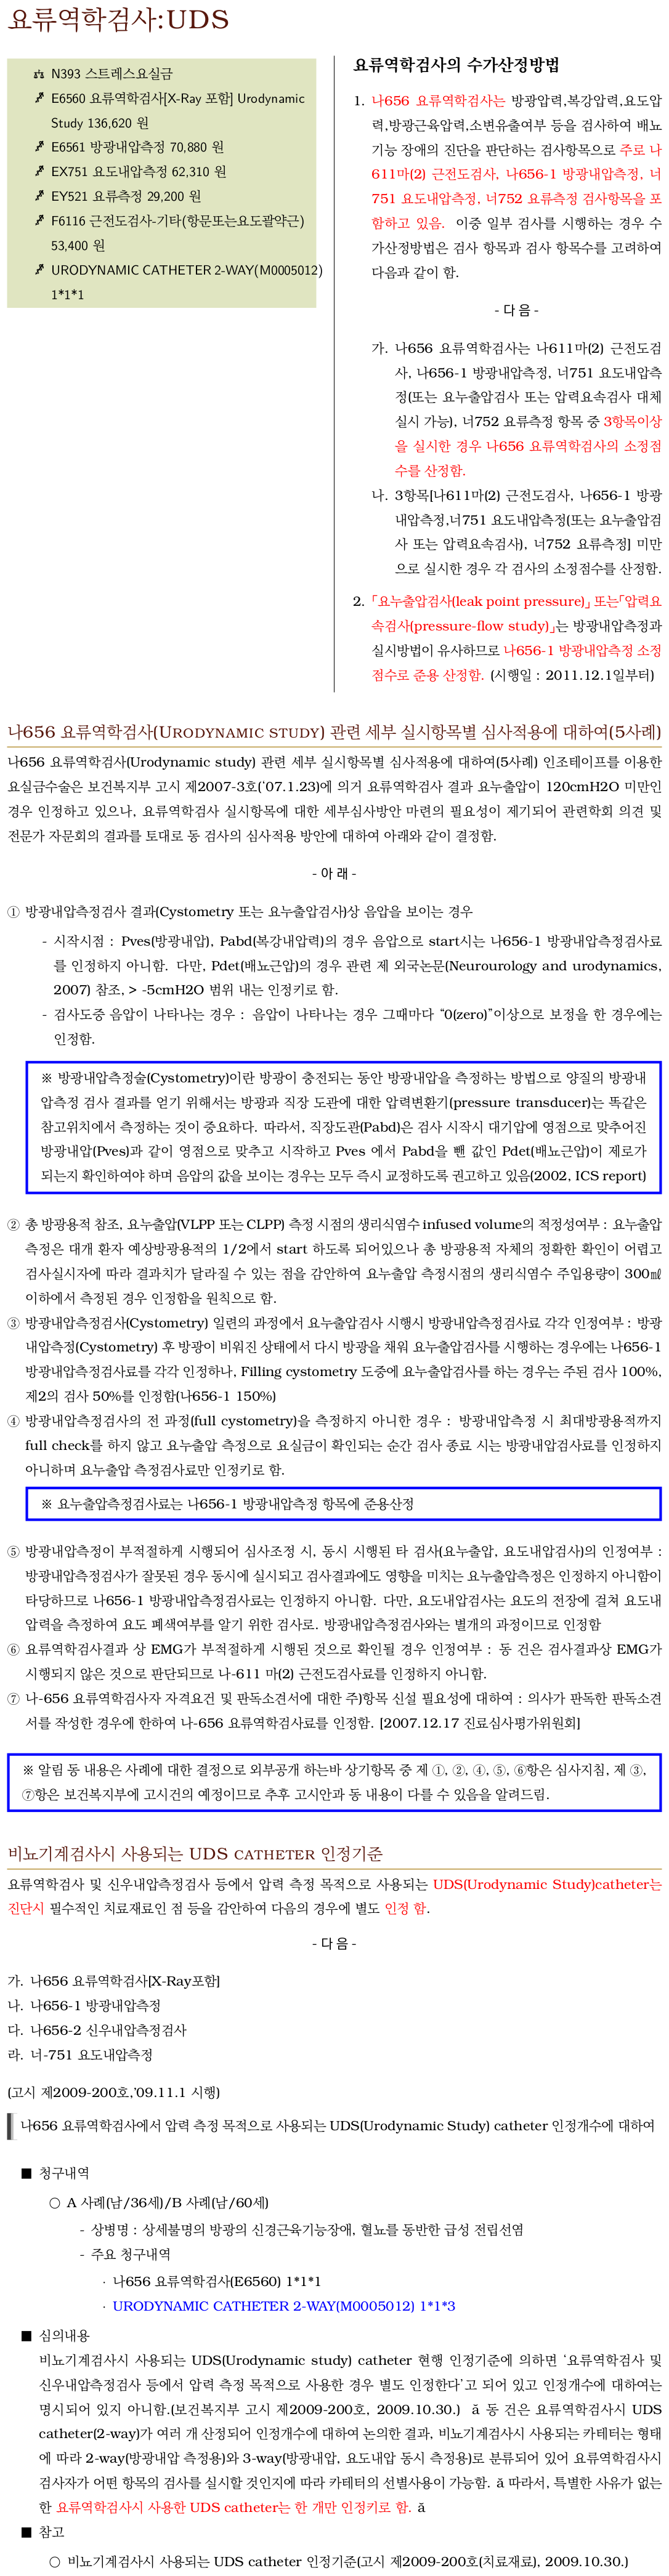 요류역학검사:UDS
N393 스트레스요실금
E6560 요류역학검사[X-Ray 포함] Urodynamic
Study 136,620 원
E6561 방광내압측정 70,880 원
EX751 요도내압측정 62,310 원
EY521 요류측정 29,200 원
F6116 근전도검사-기타(항문또는요도괄약근)
53,400 원
URODYNAMIC CATHETER 2-WAY(M0005012)
1*1*1
요류역학검사의 수가산정방법
1. 나656 요류역학검사는 방광압력,복강압력,요도압
력,방광근육압력,소변유출여부 등을 검사하여 배뇨
기능 장애의 진단을 판단하는 검사항목으로 주로 나
611마(2) 근전도검사, 나656-1 방광내압측정, 너
751 요도내압측정, 너752 요류측정 검사항목을 포
함하고 있음. 이중 일부 검사를 시행하는 경우 수
가산정방법은 검사 항목과 검사 항목수를 고려하여
다음과 같이 함.
- 다 음 -
가. 나656 요류역학검사는 나611마(2) 근전도검
사, 나656-1 방광내압측정, 너751 요도내압측
정(또는 요누출압검사 또는 압력요속검사 대체
실시 가능), 너752 요류측정 항목 중 3항목이상
을 실시한 경우 나656 요류역학검사의 소정점
수를 산정함.
나. 3항목[나611마(2) 근전도검사, 나656-1 방광
내압측정,너751 요도내압측정(또는 요누출압검
사 또는 압력요속검사), 너752 요류측정] 미만
으로 실시한 경우 각 검사의 소정점수를 산정함.
2. 「요누출압검사(leak point pressure)」 또는「압력요
속검사(pressure-flow study)」는 방광내압측정과
실시방법이 유사하므로 나656-1 방광내압측정 소정
점수로 준용 산정함. (시행일 : 2011.12.1일부터)
나656 요류역학검사(URODYNAMIC STUDY) 관련 세부 실시항목별 심사적용에 대하여(5사례)
나656 요류역학검사(Urodynamic study) 관련 세부 실시항목별 심사적용에 대하여(5사례) 인조테이프를 이용한
요실금수술은 보건복지부 고시 제2007-3호('07.1.23)에 의거 요류역학검사 결과 요누출압이 120cmH2O 미만인
경우 인정하고 있으나, 요류역학검사 실시항목에 대한 세부심사방안 마련의 필요성이 제기되어 관련학회 의견 및
전문가 자문회의 결과를 토대로 동 검사의 심사적용 방안에 대하여 아래와 같이 결정함.
- 아 래 -
① 방광내압측정검사 결과(Cystometry 또는 요누출압검사)상 음압을 보이는 경우
- 시작시점 : Pves(방광내압), Pabd(복강내압력)의 경우 음압으로 start시는 나656-1 방광내압측정검사료
를 인정하지 아니함. 다만, Pdet(배뇨근압)의 경우 관련 제 외국논문(Neurourology and urodynamics,
2007) 참조, > -5cmH2O 범위 내는 인정키로 함.
- 검사도중 음압이 나타나는 경우 : 음압이 나타나는 경우 그때마다 “0(zero)”이상으로 보정을 한 경우에는
인정함.
※ 방광내압측정술(Cystometry)이란 방광이 충전되는 동안 방광내압을 측정하는 방법으로 양질의 방광내
압측정 검사 결과를 얻기 위해서는 방광과 직장 도관에 대한 압력변환기(pressure transducer)는 똑같은
참고위치에서 측정하는 것이 중요하다. 따라서, 직장도관(Pabd)은 검사 시작시 대기압에 영점으로 맞추어진
방광내압(Pves)과 같이 영점으로 맞추고 시작하고 Pves 에서 Pabd을 뺀 값인 Pdet(배뇨근압)이 제로가
되는지 확인하여야 하며 음압의 값을 보이는 경우는 모두 즉시 교정하도록 권고하고 있음(2002, ICS report)
② 총 방광용적 참조, 요누출압(VLPP 또는 CLPP) 측정 시점의 생리식염수 infused volume의 적정성여부 : 요누출압
측정은 대개 환자 예상방광용적의 1/2에서 start 하도록 되어있으나 총 방광용적 자체의 정확한 확인이 어렵고
검사실시자에 따라 결과치가 달라질 수 있는 점을 감안하여 요누출압 측정시점의 생리식염수 주입용량이 300㎖
이하에서 측정된 경우 인정함을 원칙으로 함.
③ 방광내압측정검사(Cystometry) 일련의 과정에서 요누출압검사 시행시 방광내압측정검사료 각각 인정여부 : 방광
내압측정(Cystometry) 후 방광이 비워진 상태에서 다시 방광을 채워 요누출압검사를 시행하는 경우에는 나656-1
방광내압측정검사료를 각각 인정하나, Filling cystometry 도중에 요누출압검사를 하는 경우는 주된 검사 100%,
제2의 검사 50%를 인정함(나656-1 150%)
④ 방광내압측정검사의 전 과정(full cystometry)을 측정하지 아니한 경우 : 방광내압측정 시 최대방광용적까지
full check를 하지 않고 요누출압 측정으로 요실금이 확인되는 순간 검사 종료 시는 방광내압검사료를 인정하지
아니하며 요누출압 측정검사료만 인정키로 함.
※ 요누출압측정검사료는 나656-1 방광내압측정 항목에 준용산정
⑤ 방광내압측정이 부적절하게 시행되어 심사조정 시, 동시 시행된 타 검사(요누출압, 요도내압검사)의 인정여부 :
방광내압측정검사가 잘못된 경우 동시에 실시되고 검사결과에도 영향을 미치는 요누출압측정은 인정하지 아니함이
타당하므로 나656-1 방광내압측정검사료는 인정하지 아니함. 다만, 요도내압검사는 요도의 전장에 걸쳐 요도내
압력을 측정하여 요도 폐색여부를 알기 위한 검사로. 방광내압측정검사와는 별개의 과정이므로 인정함
⑥ 요류역학검사결과 상 EMG가 부적절하게 시행된 것으로 확인될 경우 인정여부 : 동 건은 검사결과상 EMG가
시행되지 않은 것으로 판단되므로 나-611 마(2) 근전도검사료를 인정하지 아니함.
⑦ 나-656 요류역학검사자 자격요건 및 판독소견서에 대한 주)항목 신설 필요성에 대하여 : 의사가 판독한 판독소견
서를 작성한 경우에 한하여 나-656 요류역학검사료를 인정함. [2007.12.17 진료심사평가위원회]
※ 알림 동 내용은 사례에 대한 결정으로 외부공개 하는바 상기항목 중 제 ①, ②, ④, ⑤, ⑥항은 심사지침, 제 ③,
⑦항은 보건복지부에 고시건의 예정이므로 추후 고시안과 동 내용이 다를 수 있음을 알려드림.
비뇨기계검사시 사용되는 UDS CATHETER 인정기준
요류역학검사 및 신우내압측정검사 등에서 압력 측정 목적으로 사용되는 UDS(Urodynamic Study)catheter는
진단시 필수적인 치료재료인 점 등을 감안하여 다음의 경우에 별도 인정 함.
- 다 음 -
가. 나656 요류역학검사[X-Ray포함]
나. 나656-1 방광내압측정
다. 나656-2 신우내압측정검사
라. 너-751 요도내압측정
(고시 제2009-200호,'09.11.1 시행)
나656 요류역학검사에서 압력 측정 목적으로 사용되는 UDS(Urodynamic Study) catheter 인정개수에 대하여
■ 청구내역
○ A 사례(남/36세)/B 사례(남/60세)
- 상병명 : 상세불명의 방광의 신경근육기능장애, 혈뇨를 동반한 급성 전립선염
- 주요 청구내역
· 나656 요류역학검사(E6560) 1*1*1
· URODYNAMIC CATHETER 2-WAY(M0005012) 1*1*3
■ 심의내용
비뇨기계검사시 사용되는 UDS(Urodynamic study) catheter 현행 인정기준에 의하면 ‘요류역학검사 및
신우내압측정검사 등에서 압력 측정 목적으로 사용한 경우 별도 인정한다’고 되어 있고 인정개수에 대하여는
명시되어 있지 아니함.(보건복지부 고시 제2009-200호, 2009.10.30.) ă 동 건은 요류역학검사시 UDS
catheter(2-way)가 여러 개 산정되어 인정개수에 대하여 논의한 결과, 비뇨기계검사시 사용되는 카테터는 형태
에 따라 2-way(방광내압 측정용)와 3-way(방광내압, 요도내압 동시 측정용)로 분류되어 있어 요류역학검사시
검사자가 어떤 항목의 검사를 실시할 것인지에 따라 카테터의 선별사용이 가능함. ă 따라서, 특별한 사유가 없는
한 요류역학검사시 사용한 UDS catheter는 한 개만 인정키로 함. ă
■ 참고
○ 비뇨기계검사시 사용되는 UDS catheter 인정기준(고시 제2009-200호(치료재료), 2009.10.30.)